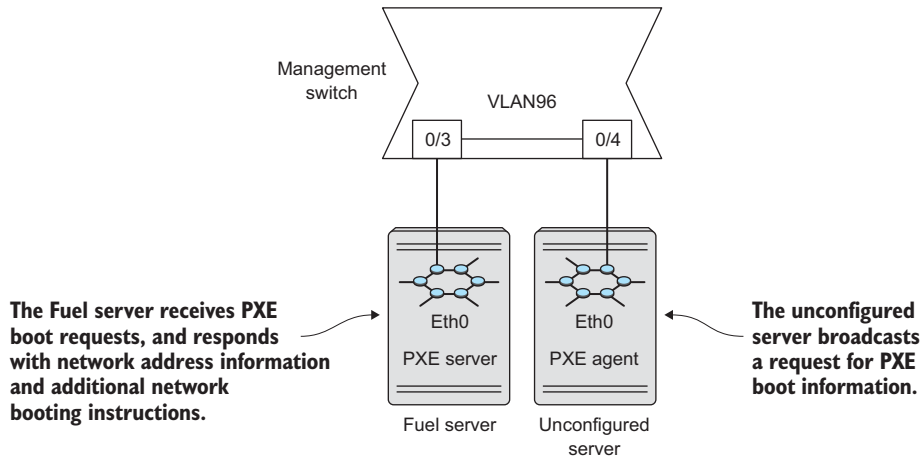 Management
switch
VLAN96
0/3
0/4
The Fuel server receives PXE
boot requests, and responds
with network address information
and additional network
booting instructions.
Eth0
PXE server
Fuel server
Eth0
PXE agent
Unconfigured
server
The unconfigured
server broadcasts
a request for PXE
boot information.